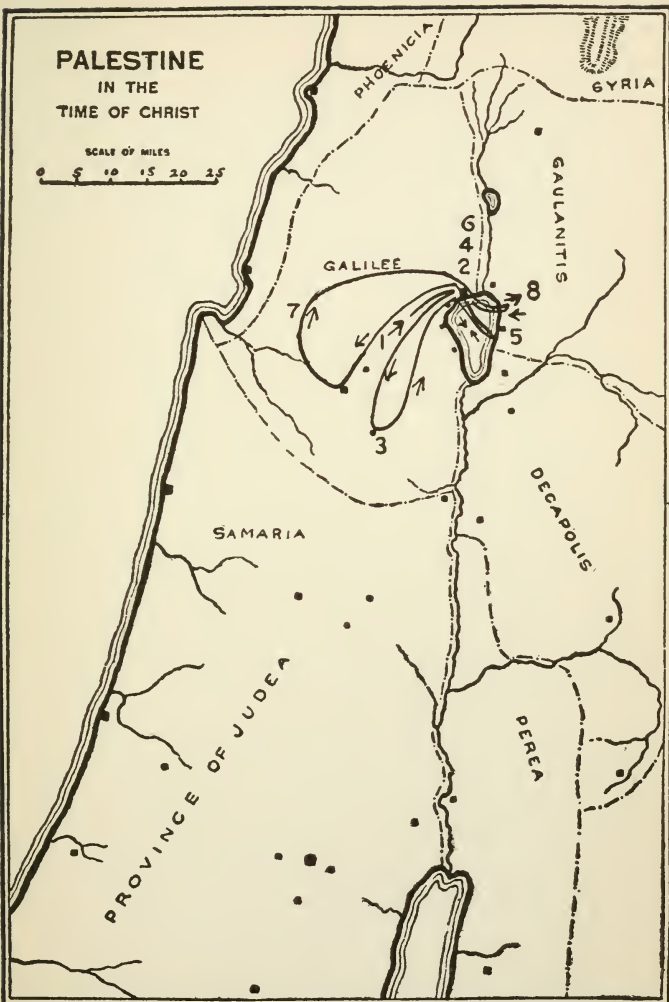 PALESTINE
IN THE
TIME OF CHRIST
SCALE OF MILES
0 5 10 15 20 25
PHOENICIA
SYRIA
GAULANITIS
6
4
2
GALILEE
8
7
1
5
3
DECAPOLIS
SAMARIA
PROVINCE OF JUDEA
PEREA